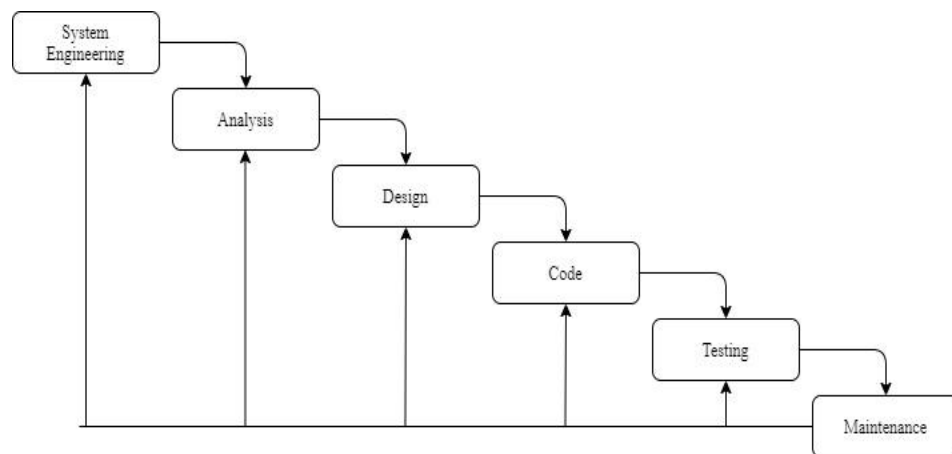 System
Engineering
Analysis
Design
Code
Testing
Maintenance